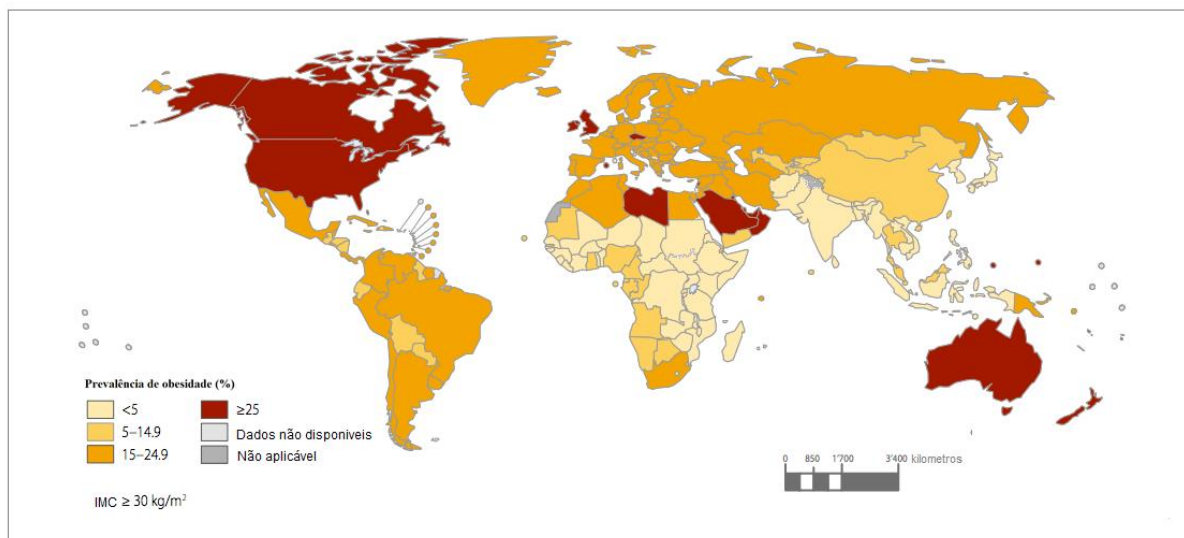 Prevalência de obesidade (%)
<5
5–14.9
15–24.9
≥25
Dados não disponiveis
Não aplicável
IMC ≥ 30 kg/m²
0 850 1'700 3'400 kilometros